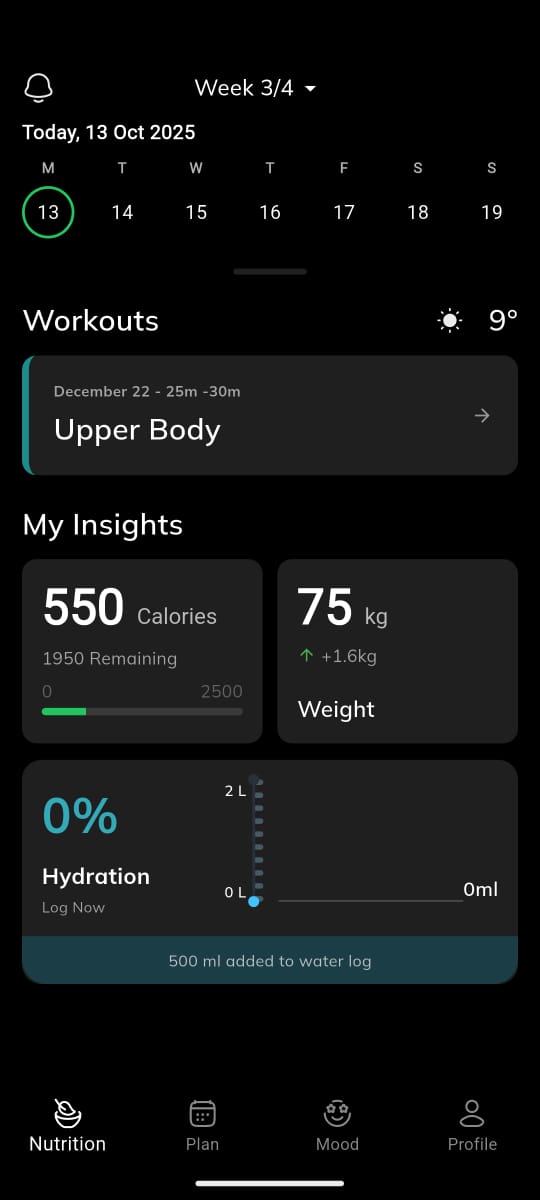 Week 3/4
Today, 13 Oct 2025
M T W T F S S
13 14 15 16 17 18 19
Workouts
9°
December 22 - 25m -30m
Upper Body
My Insights
550 Calories
1950 Remaining
0 2500
75 kg
+1.6kg
Weight
0%
Hydration
Log Now
2 L
0 L
0ml
500 ml added to water log
Nutrition
Plan
Mood
Profile